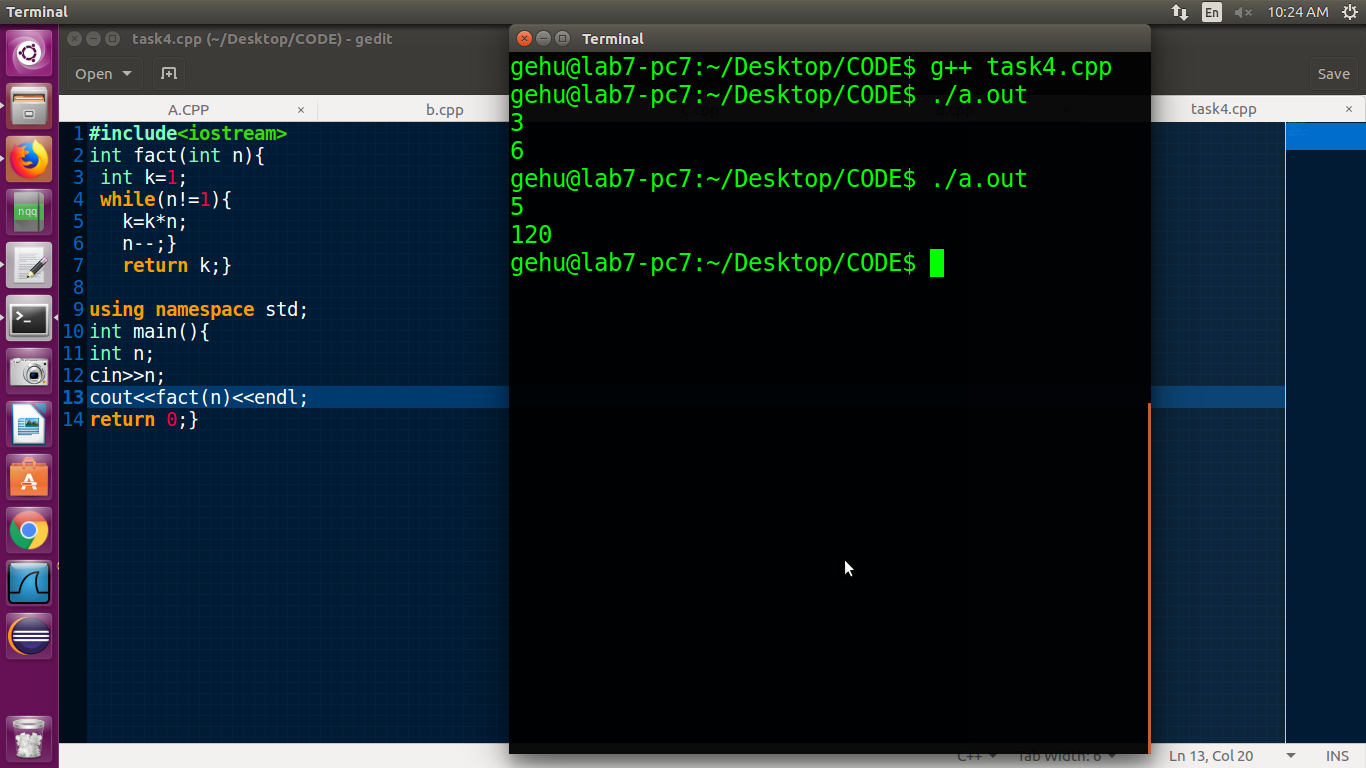 Terminal
En
10:24 AM
task4.cpp (~/Desktop/CODE) - gedit
Open
Save
A.CPP ×
b.cpp
task4.cpp ×
1 #include<iostream>
2 int fact(int n){
3  int k=1;
4  while(n!=1){
5    k=k*n;
6    n--;}
7    return k;}
8
9 using namespace std;
10 int main(){
11 int n;
12 cin>>n;
13 cout<<fact(n)<<endl;
14 return 0;}
Terminal
gehu@lab7-pc7:~/Desktop/CODE$ g++ task4.cpp
gehu@lab7-pc7:~/Desktop/CODE$ ./a.out
3
6
gehu@lab7-pc7:~/Desktop/CODE$ ./a.out
5
120
gehu@lab7-pc7:~/Desktop/CODE$
nqq
C++
Tab Width:
Ln 13, Col 20
INS